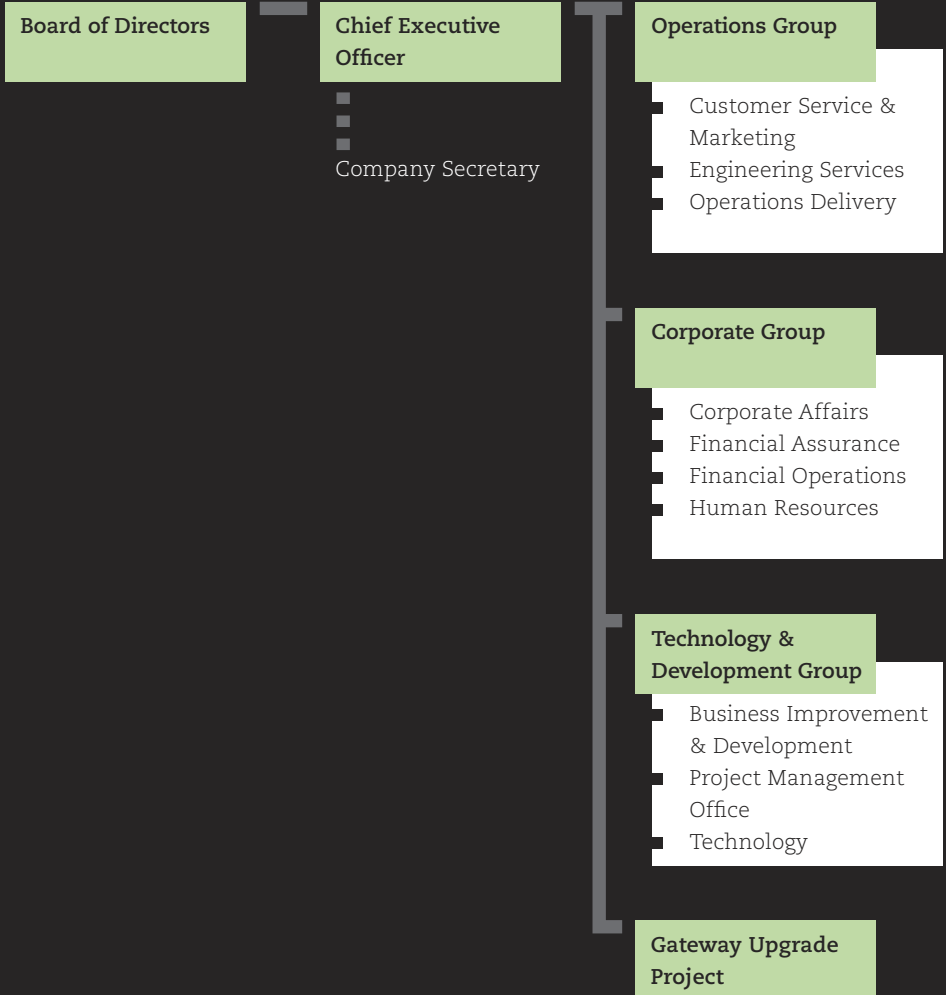 Board of Directors
Chief Executive
Officer
Company Secretary
Operations Group
Customer Service &
Marketing
Engineering Services
Operations Delivery
Corporate Group
Corporate Affairs
Financial Assurance
Financial Operations
Human Resources
Technology &
Development Group
Business Improvement
& Development
Project Management
Office
Technology
Gateway Upgrade
Project